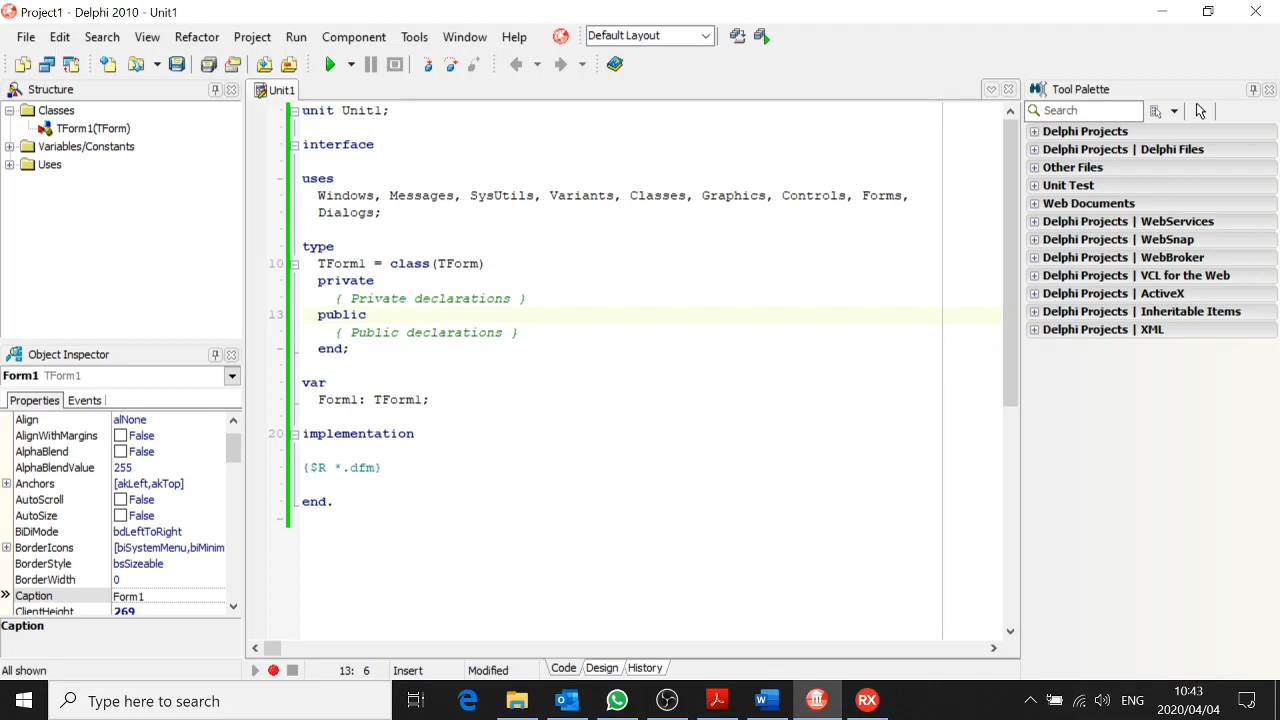 Project1 - Delphi 2010 - Unit1
File Edit Search View Refactor Project Run Component Tools Window Help
Default Layout
Structure
Classes
TForm1(TForm)
Variables/Constants
Uses
Object Inspector
Form1 TForm1
Properties Events
Align alNone
AlignWithMargins False
AlphaBlend False
AlphaBlendValue 255
Anchors [akLeft,akTop]
AutoScroll False
AutoSize False
BiDiMode bdLeftToRight
BorderIcons [biSystemMenu,biMinim
BorderStyle bsSizeable
BorderWidth 0
Caption Form1
ClientHeight 269
Caption
All shown
Unit1
unit Unit1;
interface
uses
Windows, Messages, SysUtils, Variants, Classes, Graphics, Controls, Forms,
Dialogs;
type
10 TForm1 = class(TForm)
private
{ Private declarations }
13 public
{ Public declarations }
end;
var
Form1: TForm1;
20 implementation
{$R *.dfm}
end.
13: 6 Insert Modified Code Design History
Tool Palette
Search
Delphi Projects
Delphi Projects | Delphi Files
Other Files
Unit Test
Web Documents
Delphi Projects | WebServices
Delphi Projects | WebSnap
Delphi Projects | WebBroker
Delphi Projects | VCL for the Web
Delphi Projects | ActiveX
Delphi Projects | Inheritable Items
Delphi Projects | XML
Type here to search
RX
ENG
10:43
2020/04/04